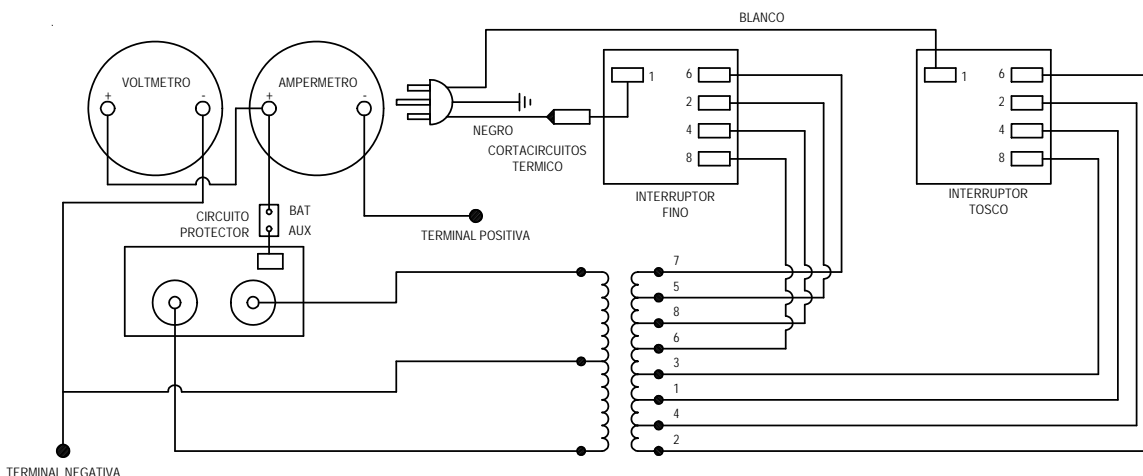 BLANCO
VOLTMETRO
+ -
AMPERMETRO
+ -
NEGRO
CORTACIRCUITOS
TERMICO
1
6
2
4
8
INTERRUPTOR
FINO
1
6
2
4
8
INTERRUPTOR
TOSCO
CIRCUITO
PROTECTOR
BAT
AUX
TERMINAL POSITIVA
7
5
8
6
3
1
4
2
TERMINAL NEGATIVA